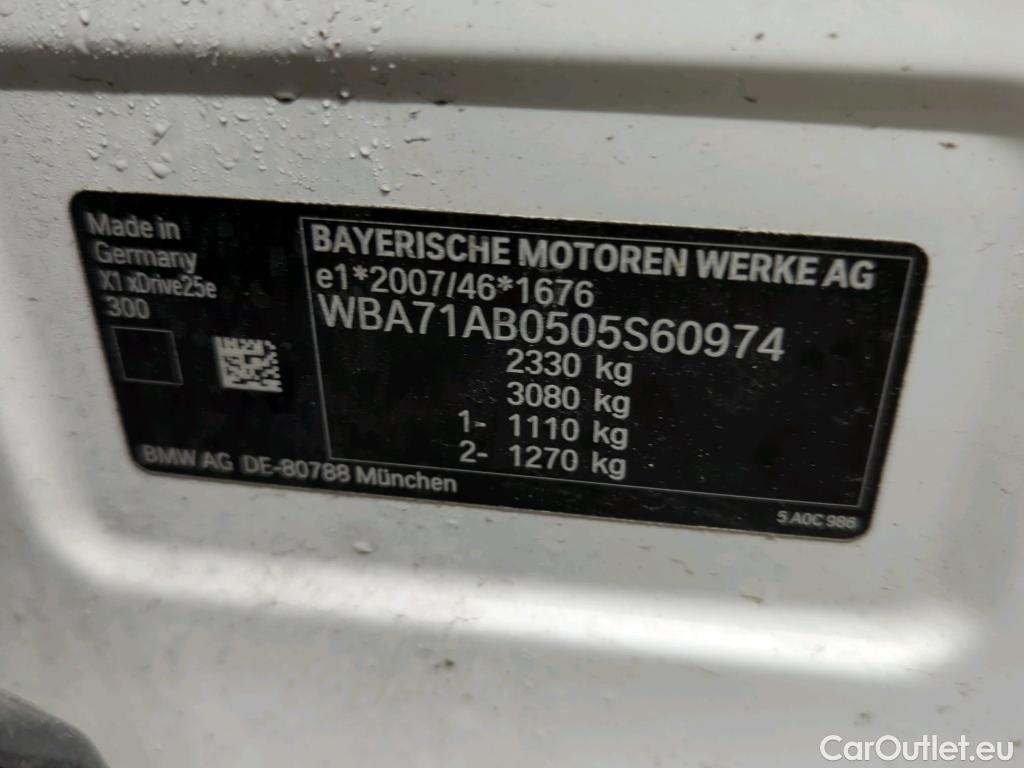 Made in
Germany
X1 xDrive25e
300
BAYERISCHE MOTOREN WERKE AG
e1*2007/46*1676
WBA71AB0505S60974
2330 kg
3080 kg
1- 1110 kg
2- 1270 kg
BMW AG DE-80788 München
5 A0C 986
CarOutlet.eu